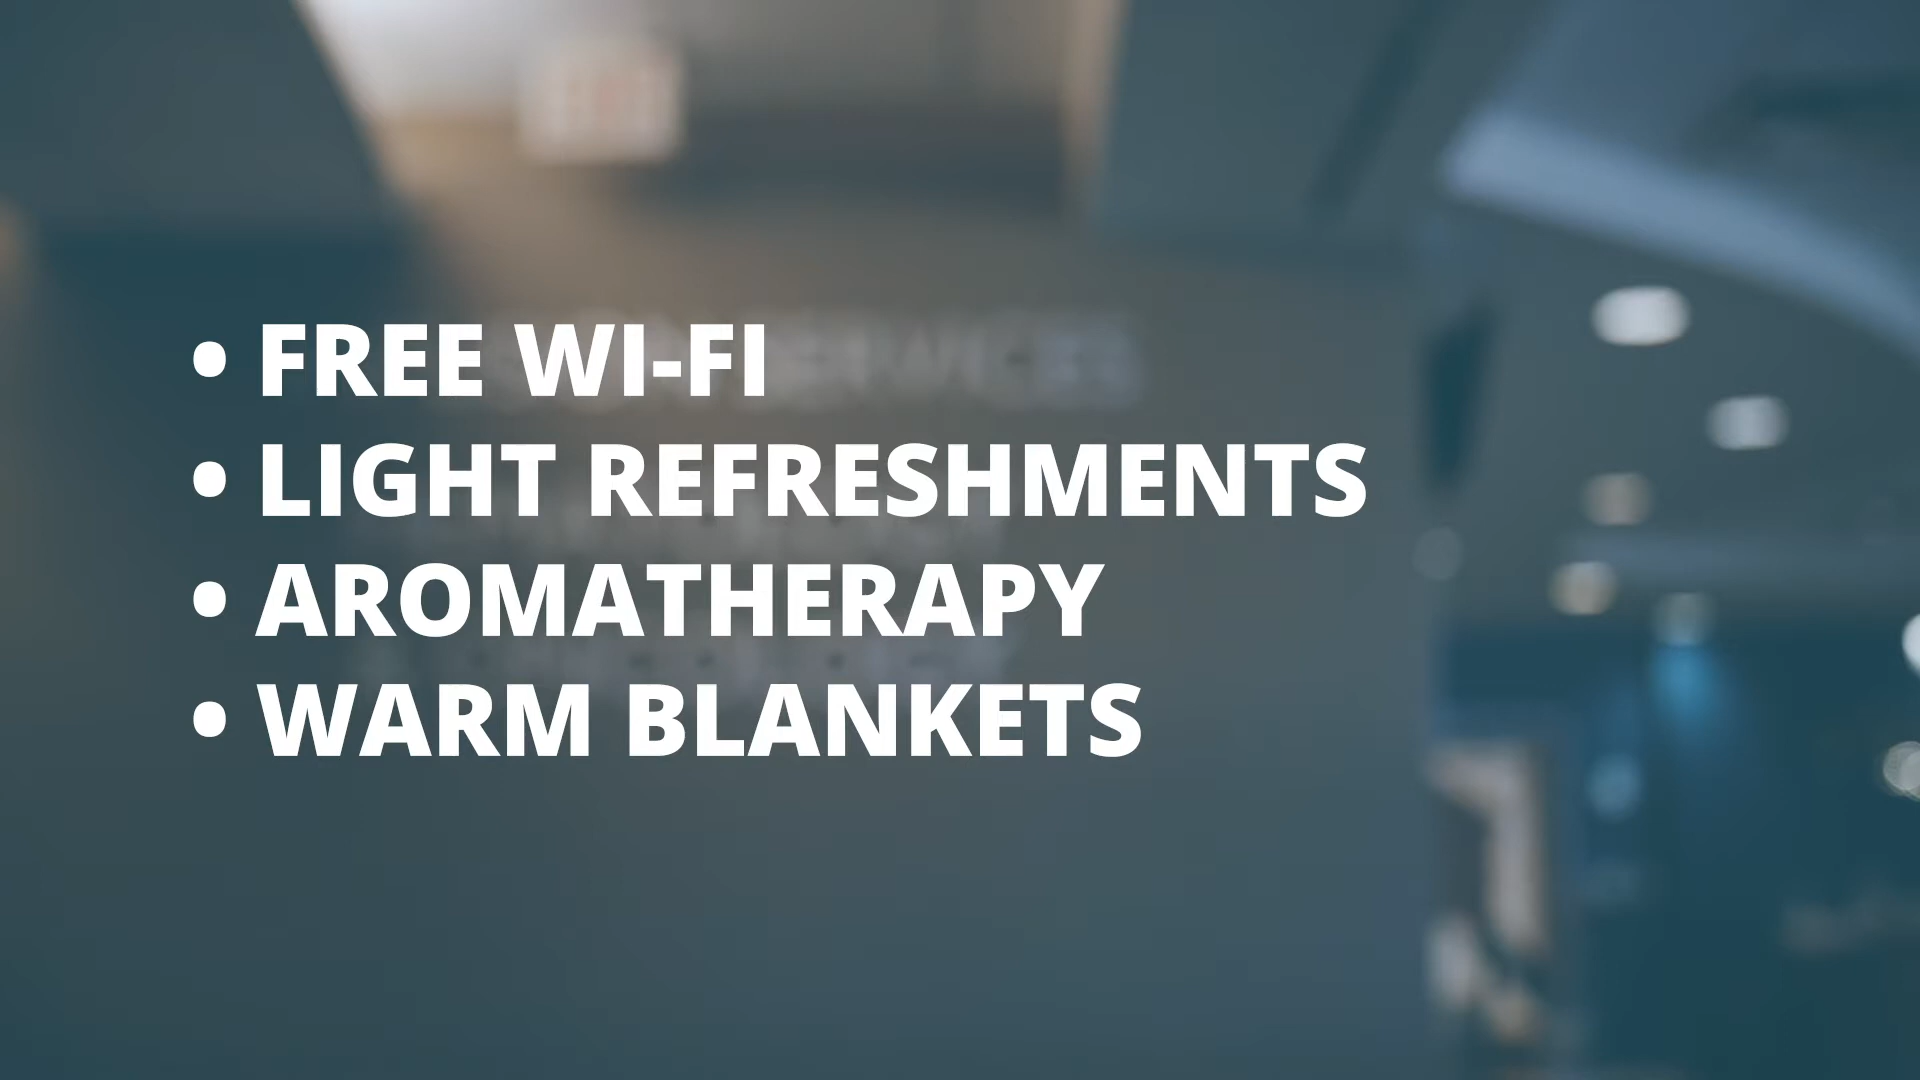 • FREE WI-FI
• LIGHT REFRESHMENTS
• AROMATHERAPY
• WARM BLANKETS